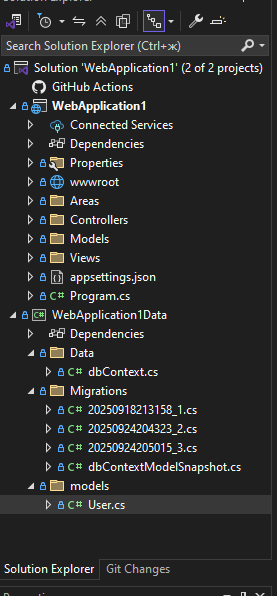 Search Solution Explorer (Ctrl+ж)
Solution 'WebApplication1' (2 of 2 projects)
GitHub Actions
WebApplication1
Connected Services
Dependencies
Properties
wwwroot
Areas
Controllers
Models
Views
appsettings.json
C# Program.cs
C# WebApplication1Data
Dependencies
Data
C# dbContext.cs
Migrations
C# 20250918213158_1.cs
C# 20250924204323_2.cs
C# 20250924205015_3.cs
C# dbContextModelSnapshot.cs
models
C# User.cs
Solution Explorer Git Changes